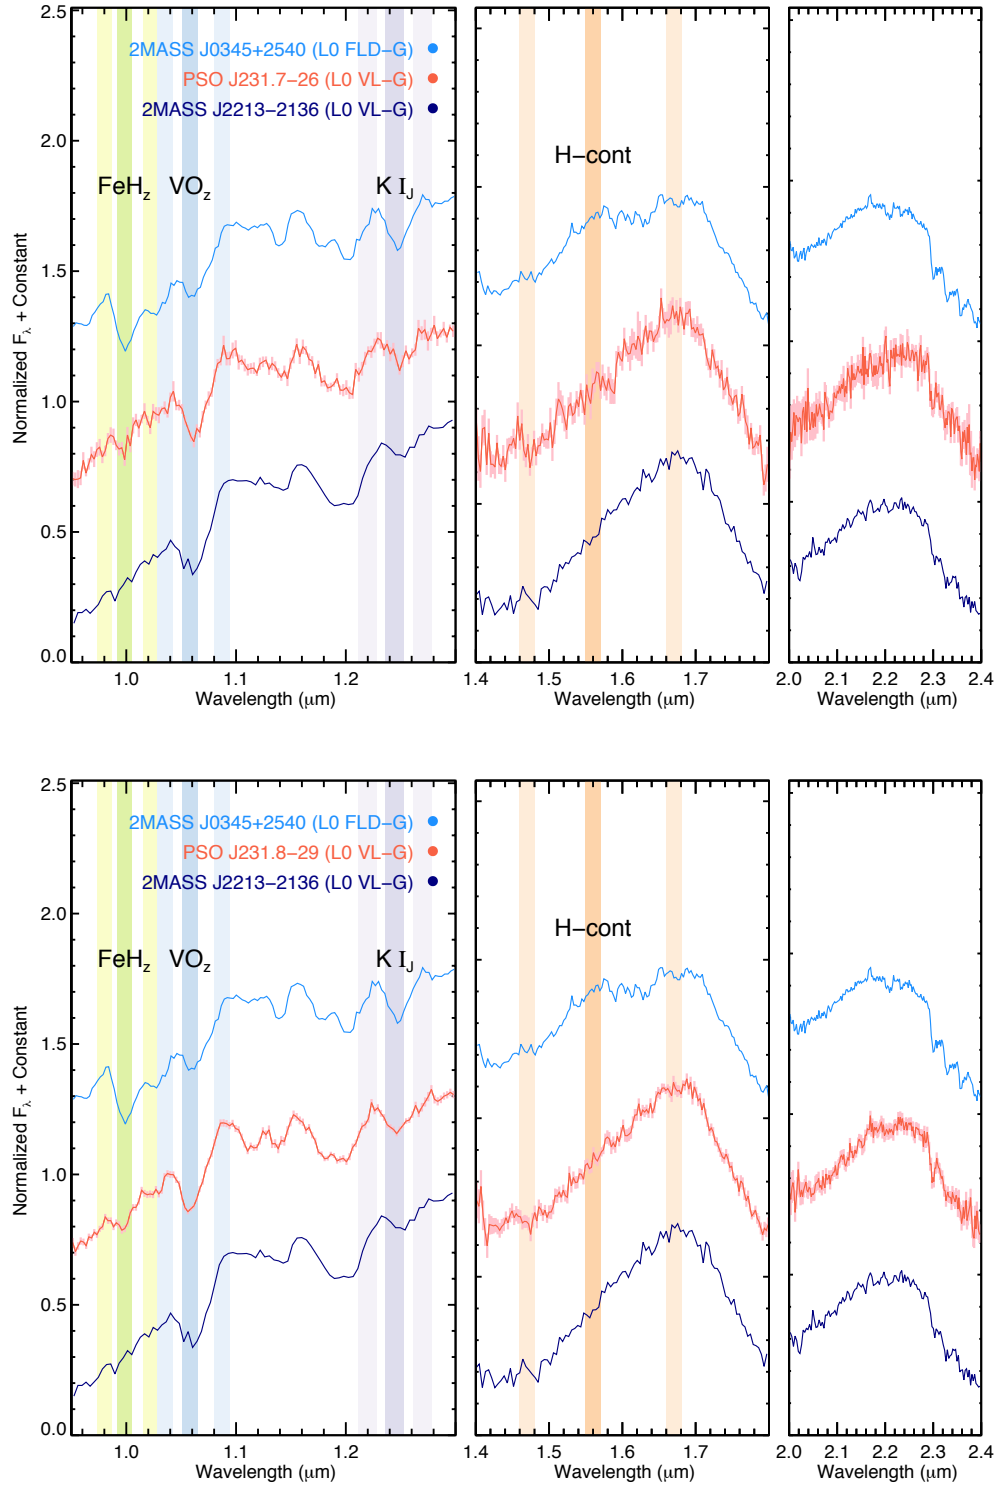 2.5
2MASS J0345+2540 (L0 FLD−G)
PSO J231.7−26 (L0 VL−G)
2MASS J2213−2136 (L0 VL−G)
2.0
H−cont
FeHz VOz K IJ
1.5
1.0
0.5
0.0
Normalized Fλ + Constant
1.0 1.1 1.2 1.4 1.5 1.6 1.7 2.0 2.1 2.2 2.3 2.4
Wavelength (μm) Wavelength (μm) Wavelength (μm)
2.5
2MASS J0345+2540 (L0 FLD−G)
PSO J231.8−29 (L0 VL−G)
2MASS J2213−2136 (L0 VL−G)
2.0
H−cont
FeHz VOz K IJ
1.5
1.0
0.5
0.0
Normalized Fλ + Constant
1.0 1.1 1.2 1.4 1.5 1.6 1.7 2.0 2.1 2.2 2.3 2.4
Wavelength (μm) Wavelength (μm) Wavelength (μm)